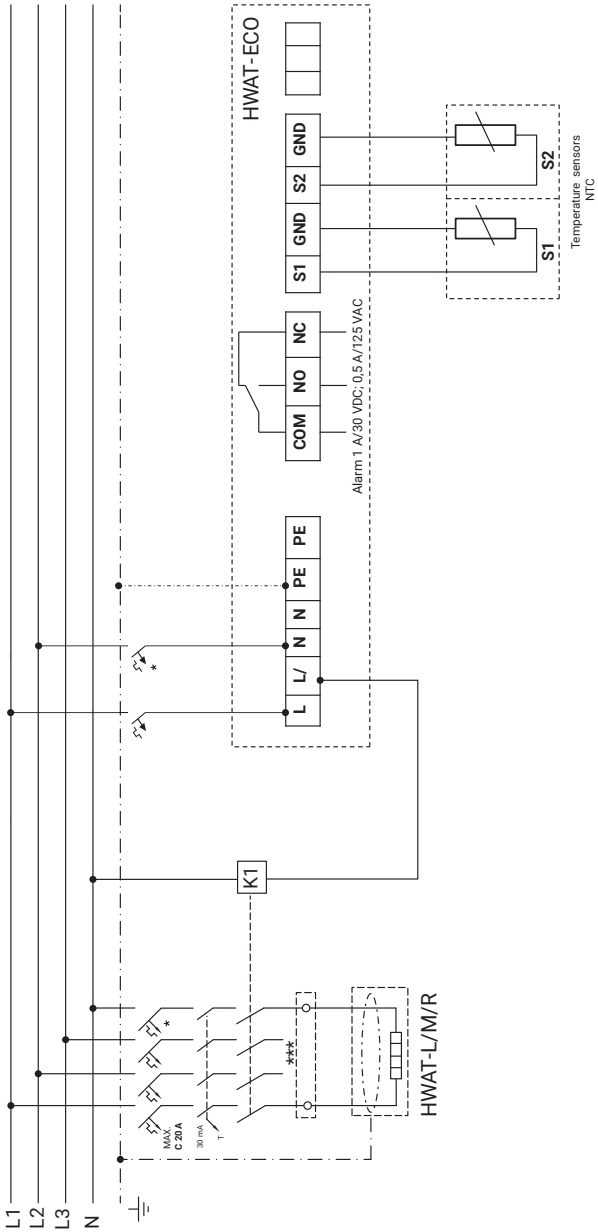 HWAT-ECO
GND
S2
GND
S1
NC
NO
COM
Alarm 1 A/30 VDC; 0,5 A/125 VAC
S2
S1
Temperature sensors
NTC
PE
PE
N
N
L/
L
*
K1
*
***
MAX.
C 20 A
30 mA
T
HWAT-L/M/R
L1
L2
L3
N